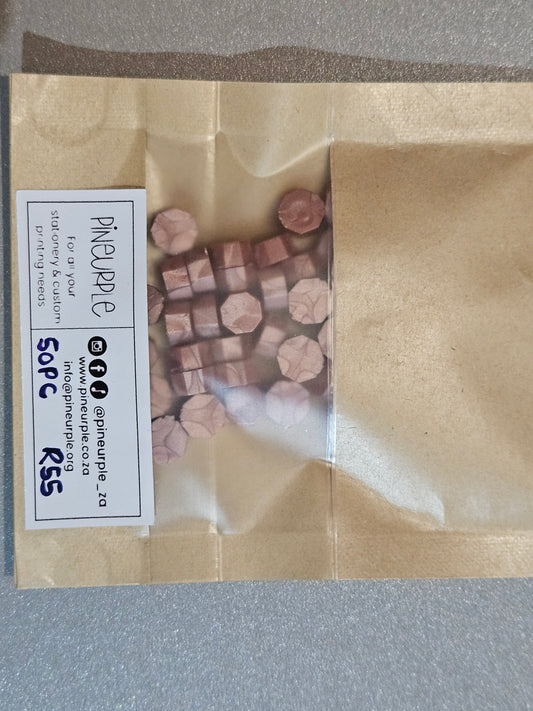 PINEURPLE
For all your
stationery & custom
printing needs
@pineurple_za
www.pineurple.co.za
info@pineurple.org
50PC R55